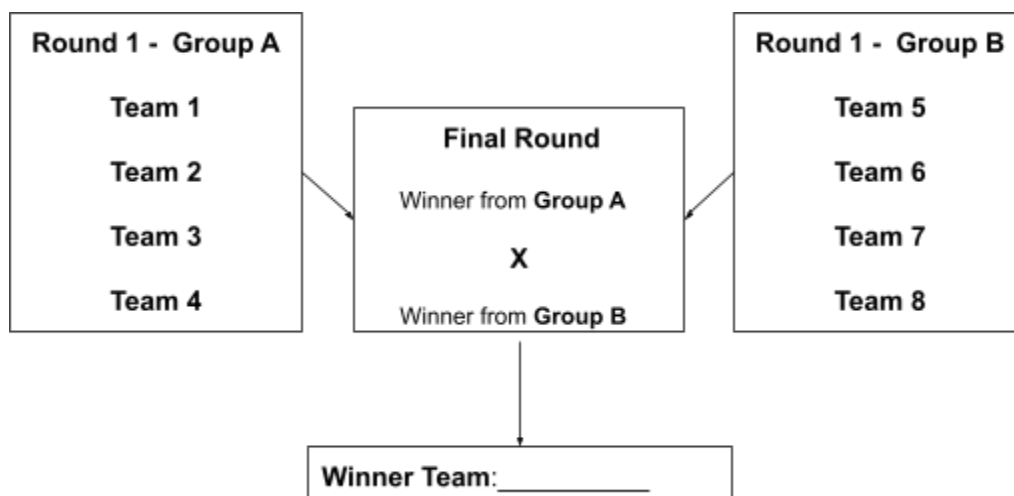 Round 1 - Group A
Team 1
Team 2
Team 3
Team 4
Final Round
Winner from Group A
X
Winner from Group B
Round 1 - Group B
Team 5
Team 6
Team 7
Team 8
Winner Team:___________